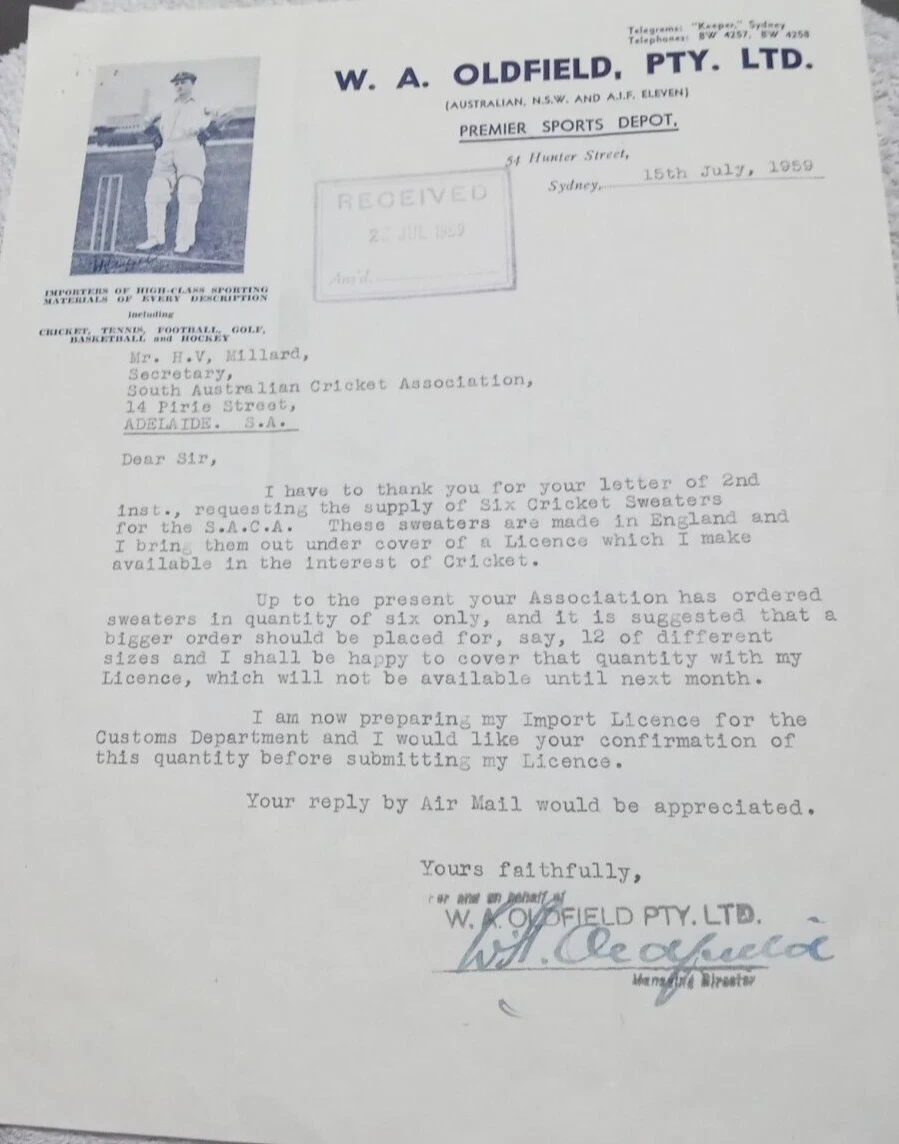 Telegrams: "Keeper," Sydney
Telephones: BW 4257, BW 4258
W. A. OLDFIELD, PTY. LTD.
(AUSTRALIAN, N.S.W. AND A.I.F. ELEVEN)
PREMIER SPORTS DEPOT,
54 Hunter Street,
Sydney, 15th July, 1959
RECEIVED
JUL 1959
Ans'd.
IMPORTERS OF HIGH-CLASS SPORTING
MATERIALS OF EVERY DESCRIPTION
including
CRICKET, TENNIS, FOOTBALL, GOLF,
BASKETBALL and HOCKEY
Mr. H.V, Millard,
Secretary,
South Australian Cricket Association,
14 Pirie Street,
ADELAIDE. S.A.
Dear Sir,
I have to thank you for your letter of 2nd
inst., requesting the supply of Six Cricket Sweaters
for the S.A.C.A. These sweaters are made in England and
I bring them out under cover of a Licence which I make
available in the interest of Cricket.
Up to the present your Association has ordered
sweaters in quantity of six only, and it is suggested that a
bigger order should be placed for, say, 12 of different
sizes and I shall be happy to cover that quantity with my
Licence, which will not be available until next month.
I am now preparing my Import Licence for the
Customs Department and I would like your confirmation of
this quantity before submitting my Licence.
Your reply by Air Mail would be appreciated.
Yours faithfully,
For and on behalf of
W. A. OLDFIELD PTY. LTD.
W.A. Oldfield
Managing Director